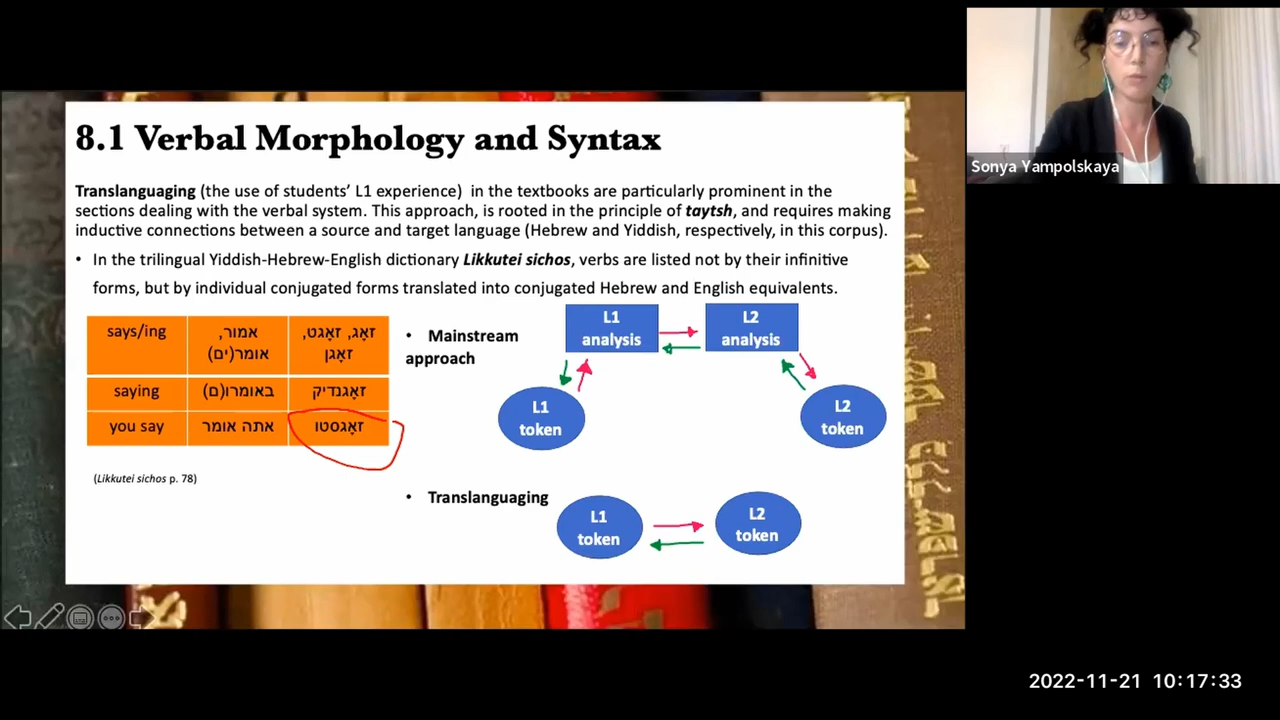 8.1 Verbal Morphology and Syntax
Translanguaging (the use of students’ L1 experience) in the textbooks are particularly prominent in the
sections dealing with the verbal system. This approach, is rooted in the principle of taytsh, and requires making
inductive connections between a source and target language (Hebrew and Yiddish, respectively, in this corpus).
• In the trilingual Yiddish-Hebrew-English dictionary Likkutei sichos, verbs are listed not by their infinitive
forms, but by individual conjugated forms translated into conjugated Hebrew and English equivalents.
says/ing
אמור,
אומר(ים)
זאָג, זאָגט,
זאָגן
saying
באומרו(ם)
זאָגנדיק
you say
אתה אומר
זאָגסטו
(Likkutei sichos p. 78)
• Mainstream
approach
L1
analysis
L2
analysis
L1
token
L2
token
• Translanguaging
L1
token
L2
token
Sonya Yampolskaya
2022-11-21 10:17:33